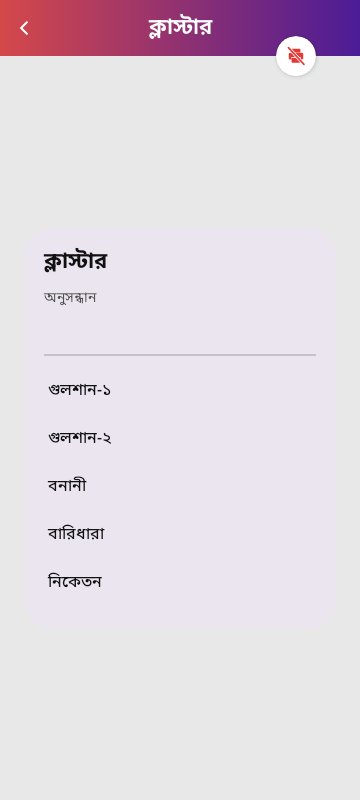 ক্লাস্টার
ক্লাস্টার
অনুসন্ধান
গুলশান-১
গুলশান-২
বনানী
বারিধারা
নিকেতন